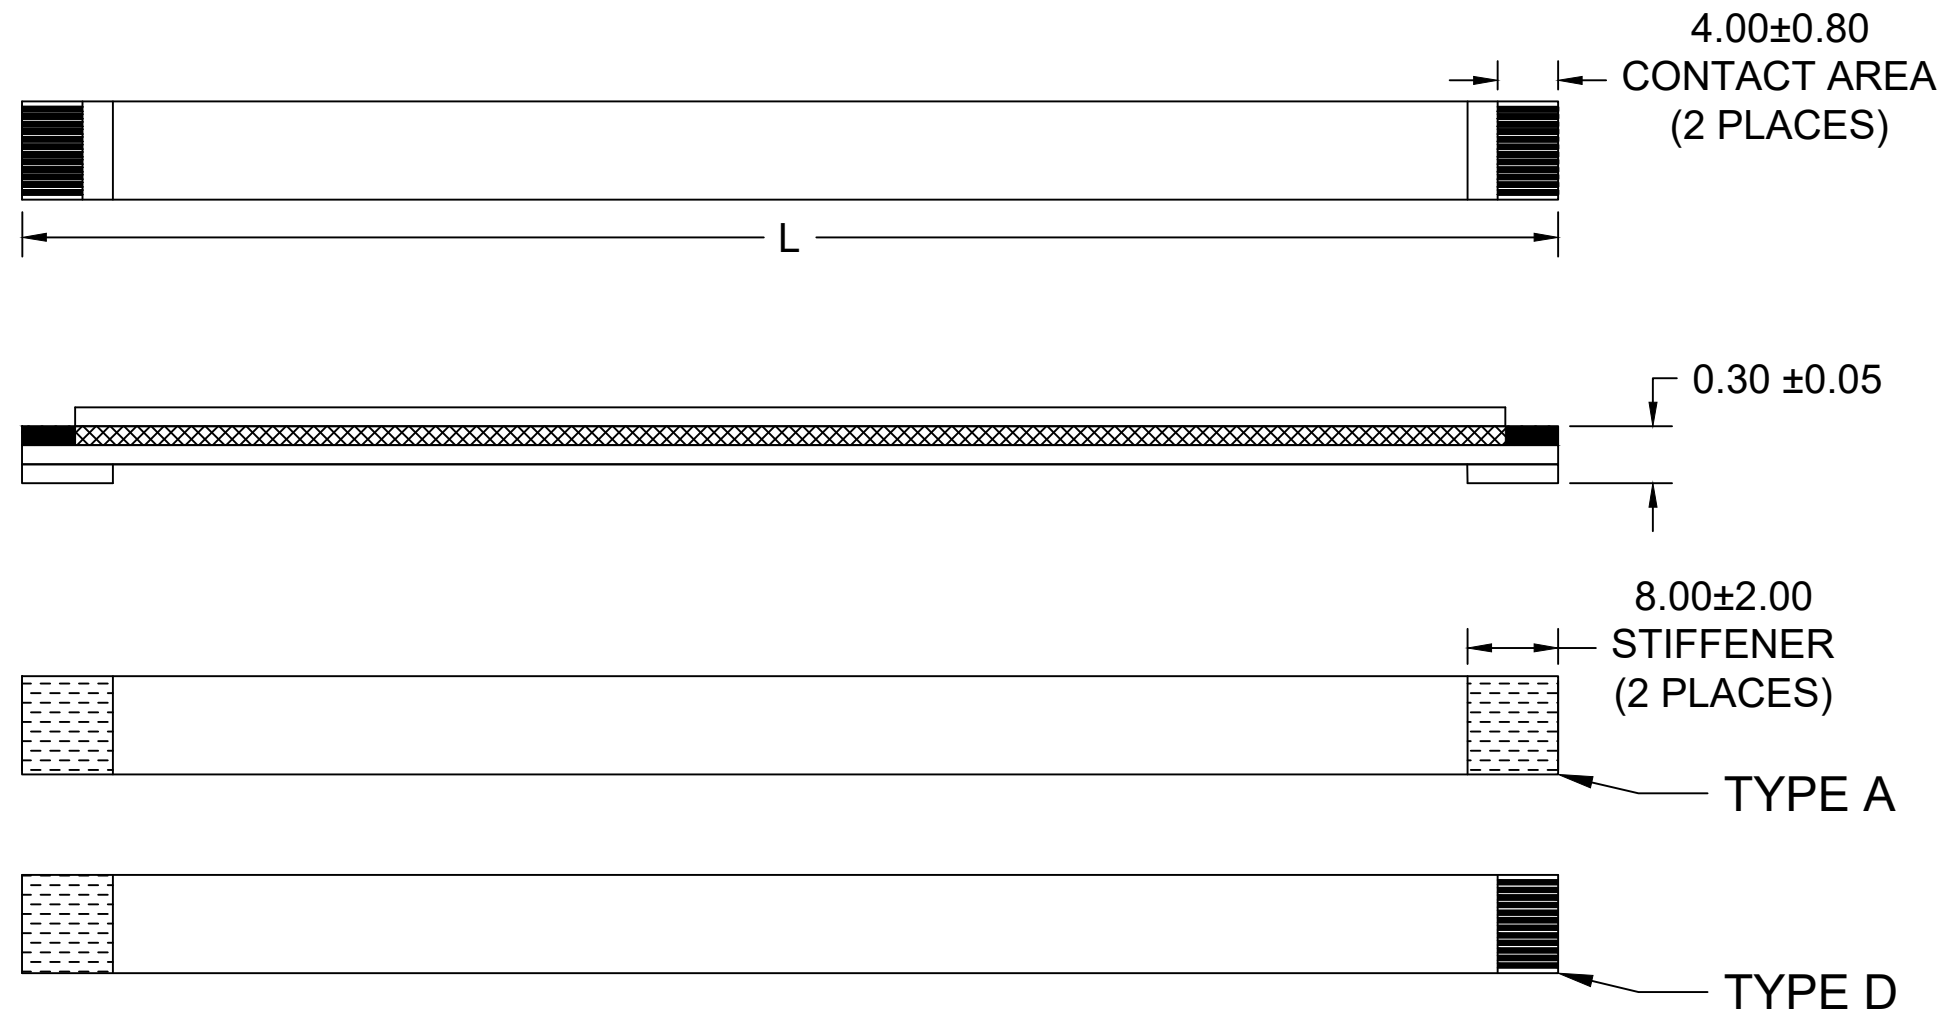 4.00±0.80
CONTACT AREA
(2 PLACES)
L
0.30 ±0.05
8.00±2.00
STIFFENER
(2 PLACES)
TYPE A
TYPE D